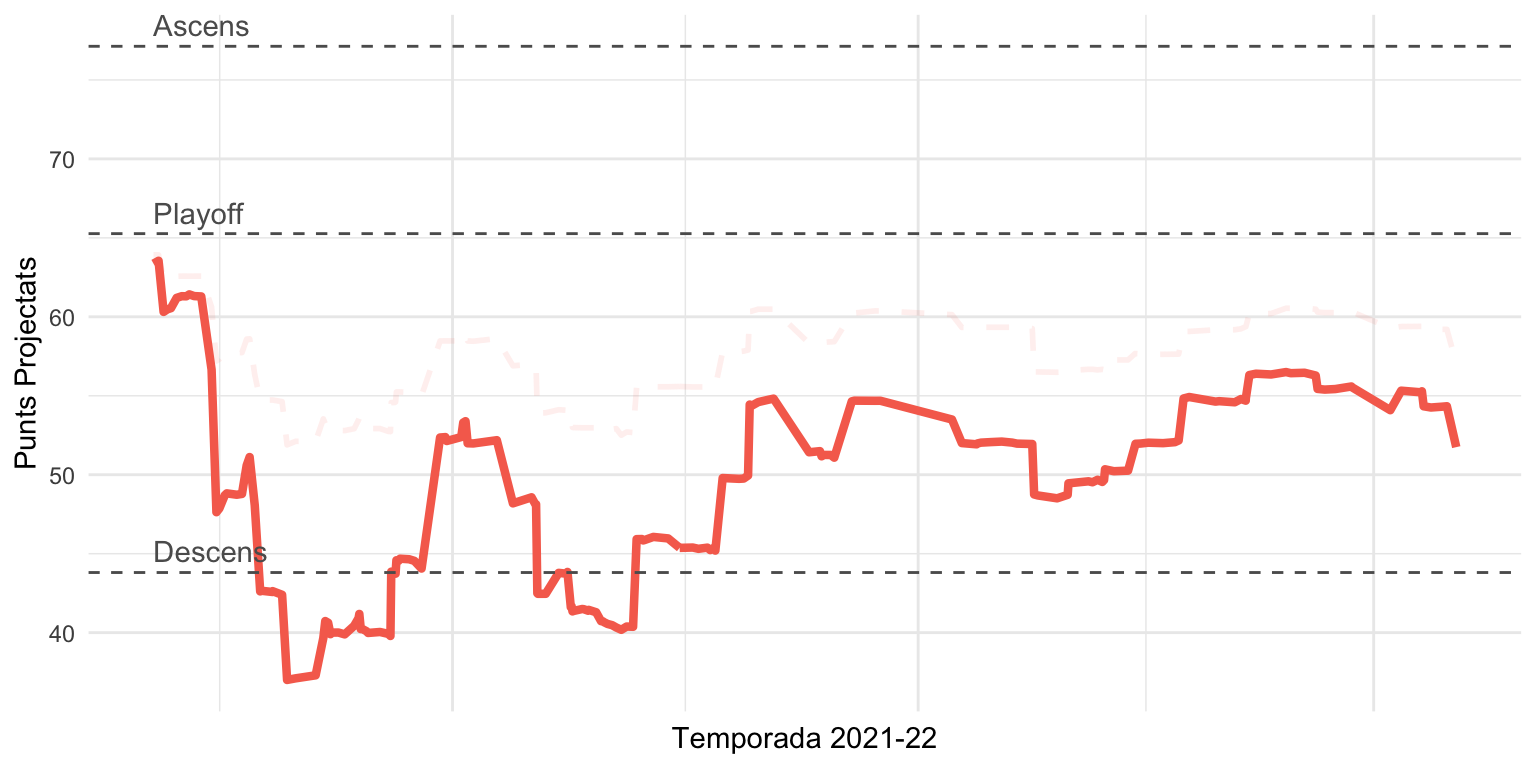 Ascens
70
Playoff
60
50
Descens
40
Punts Projectats
Temporada 2021-22